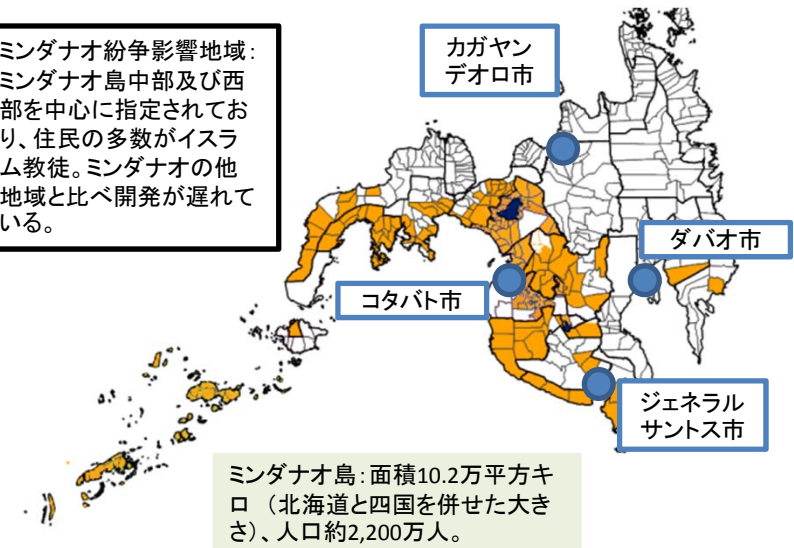 ミンダナオ紛争影響地域：
ミンダナオ島中部及び西
部を中心に指定されてお
り、住民の多数がイスラ
ム教徒。ミンダナオの他
地域と比べ開発が遅れて
いる。
カガヤン
デオロ市
ダバオ市
コタバト市
ジェネラル
サントス市
ミンダナオ島：面積10.2万平方キ
ロ （北海道と四国を併せた大き
さ）、人口約2,200万人。